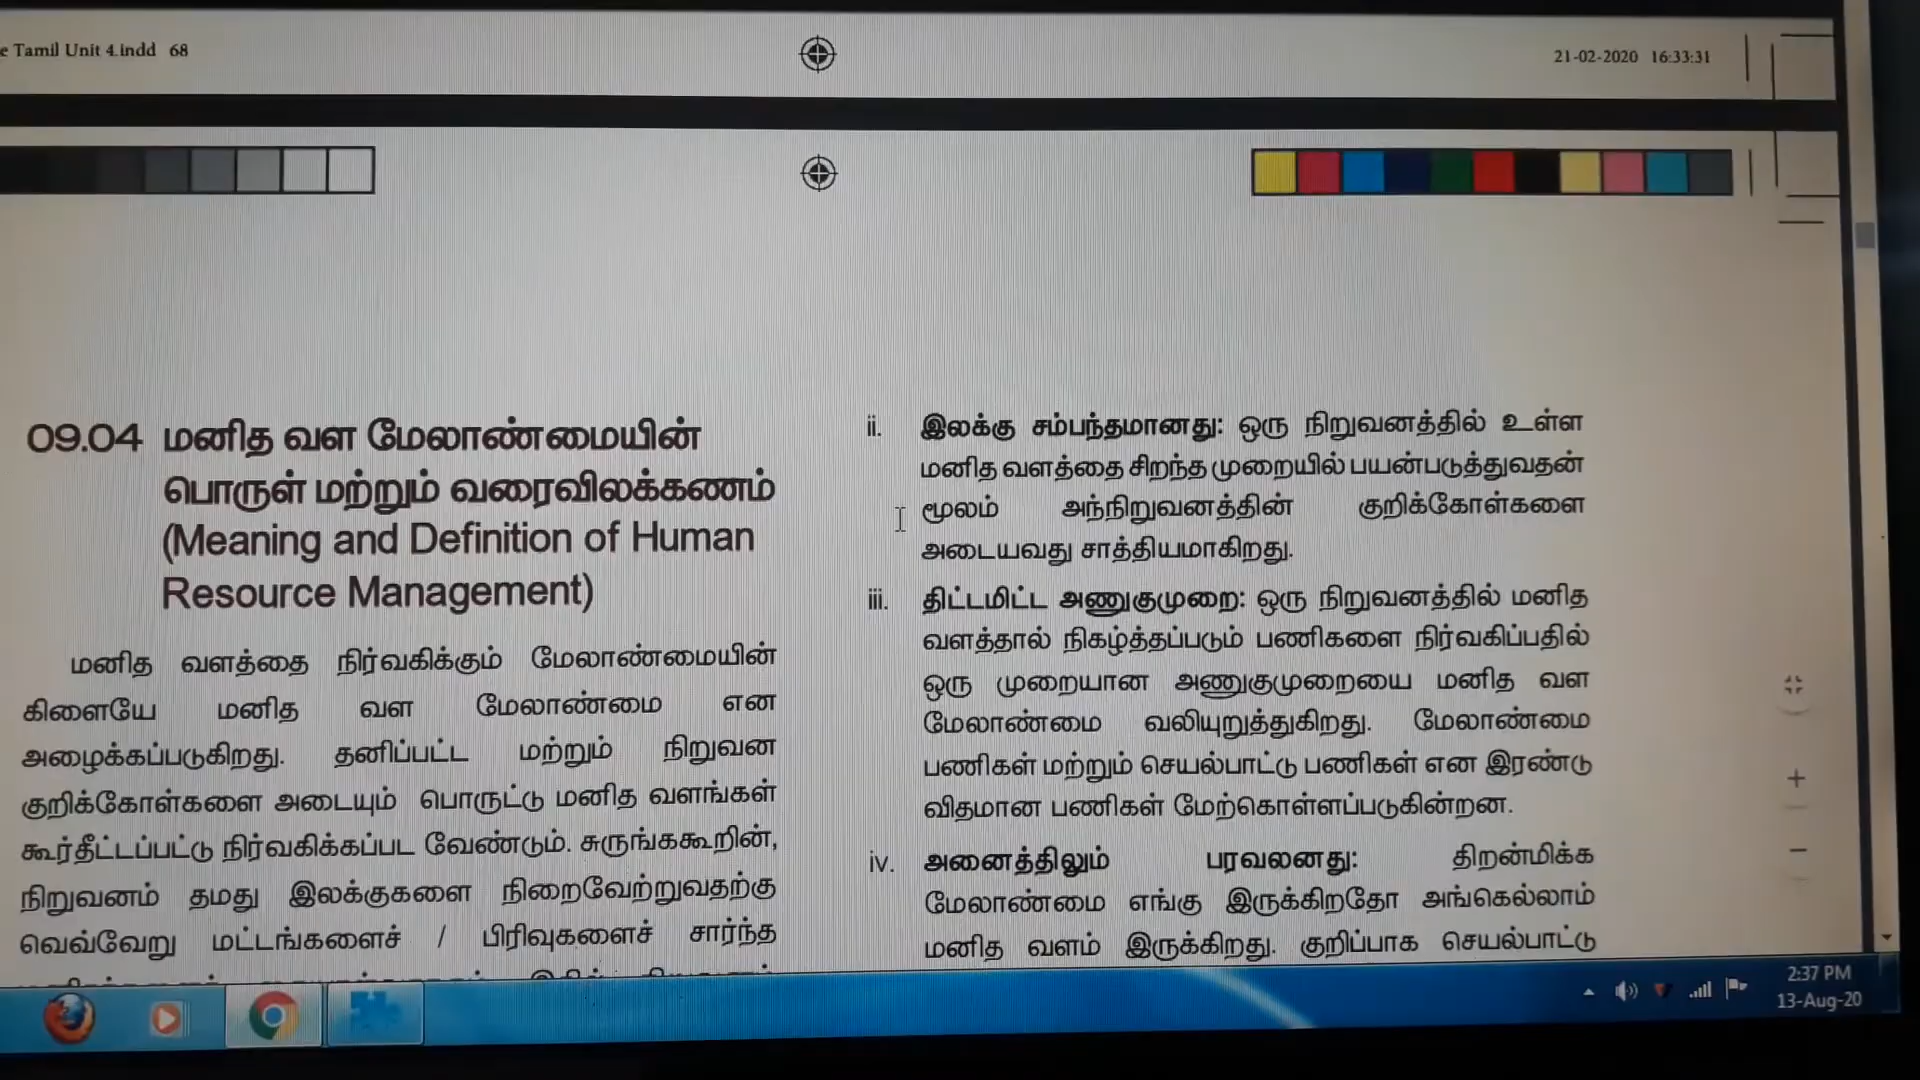 e Tamil Unit 4.indd 68
21-02-2020 16:33:31
09.04 மனித வள மேலாண்மையின்
பொருள் மற்றும் வரைவிலக்கணம்
(Meaning and Definition of Human
Resource Management)
மனித வளத்தை நிர்வகிக்கும் மேலாண்மையின்
கிளையே மனித வள மேலாண்மை என
அழைக்கப்படுகிறது. தனிப்பட்ட மற்றும் நிறுவன
குறிக்கோள்களை அடையும் பொருட்டு மனித வளங்கள்
கூர்தீட்டப்பட்டு நிர்வகிக்கப்பட வேண்டும். சுருங்ககூறின்,
நிறுவனம் தமது இலக்குகளை நிறைவேற்றுவதற்கு
வெவ்வேறு மட்டங்களைச் / பிரிவுகளைச் சார்ந்த
ii. இலக்கு சம்பந்தமானது: ஒரு நிறுவனத்தில் உள்ள
மனித வளத்தை சிறந்த முறையில் பயன்படுத்துவதன்
மூலம் அந்நிறுவனத்தின் குறிக்கோள்களை
அடையவது சாத்தியமாகிறது.
iii. திட்டமிட்ட அணுகுமுறை: ஒரு நிறுவனத்தில் மனித
வளத்தால் நிகழ்த்தப்படும் பணிகளை நிர்வகிப்பதில்
ஒரு முறையான அணுகுமுறையை மனித வள
மேலாண்மை வலியுறுத்துகிறது. மேலாண்மை
பணிகள் மற்றும் செயல்பாட்டு பணிகள் என இரண்டு
விதமான பணிகள் மேற்கொள்ளப்படுகின்றன.
iv. அனைத்திலும் பரவலனது: திறன்மிக்க
மேலாண்மை எங்கு இருக்கிறதோ அங்கெல்லாம்
மனித வளம் இருக்கிறது. குறிப்பாக செயல்பாட்டு
2:37 PM
13-Aug-20